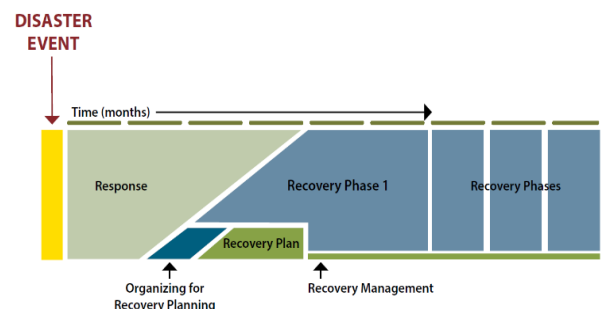 DISASTER
EVENT
Time (months)
Response
Recovery Phase 1
Recovery Phases
Recovery Plan
Organizing for
Recovery Planning
Recovery Management